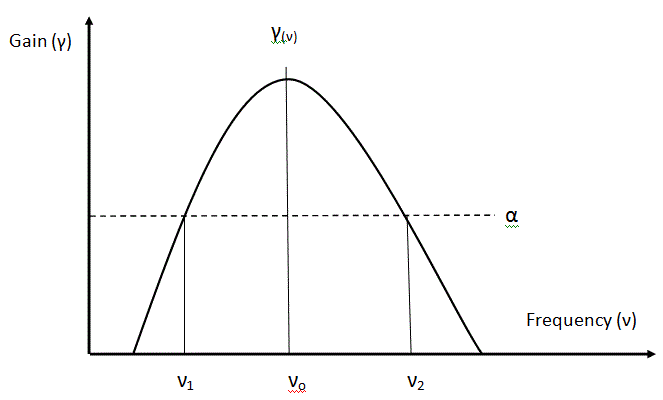 γ(ν)
Gain (γ)
α
Frequency (ν)
ν1 νo ν2